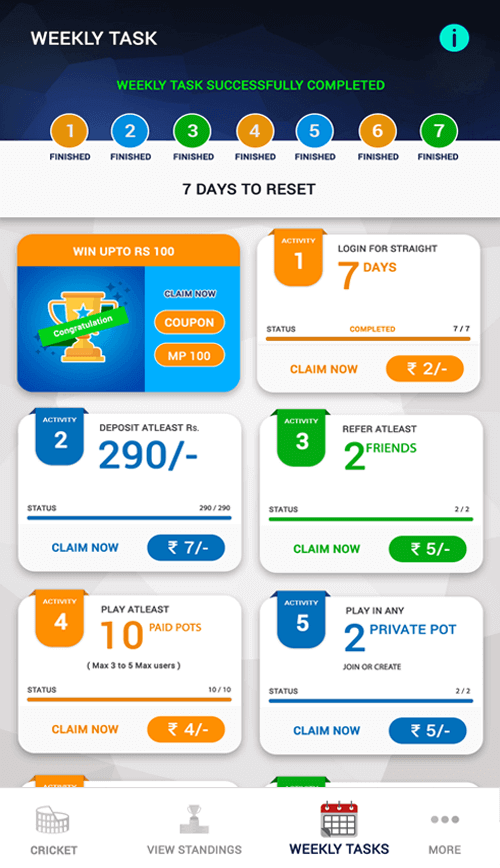 WEEKLY TASK
i
WEEKLY TASK SUCCESSFULLY COMPLETED
1 2 3 4 5 6 7
FINISHED FINISHED FINISHED FINISHED FINISHED FINISHED FINISHED
7 DAYS TO RESET
WIN UPTO RS 100
Congratulation
CLAIM NOW
COUPON
MP 100
ACTIVITY
1
LOGIN FOR STRAIGHT
7 DAYS
STATUS COMPLETED 7 / 7
CLAIM NOW ₹ 2/-
ACTIVITY
2
DEPOSIT ATLEAST Rs.
290/-
STATUS 290 / 290
CLAIM NOW ₹ 7/-
ACTIVITY
3
REFER ATLEAST
2 FRIENDS
STATUS 2 / 2
CLAIM NOW ₹ 5/-
ACTIVITY
4
PLAY ATLEAST
10 PAID POTS
( Max 3 to 5 Max users )
STATUS 10 / 10
CLAIM NOW ₹ 4/-
ACTIVITY
5
PLAY IN ANY
2 PRIVATE POT
JOIN OR CREATE
STATUS 2 / 2
CLAIM NOW ₹ 5/-
CRICKET VIEW STANDINGS WEEKLY TASKS MORE